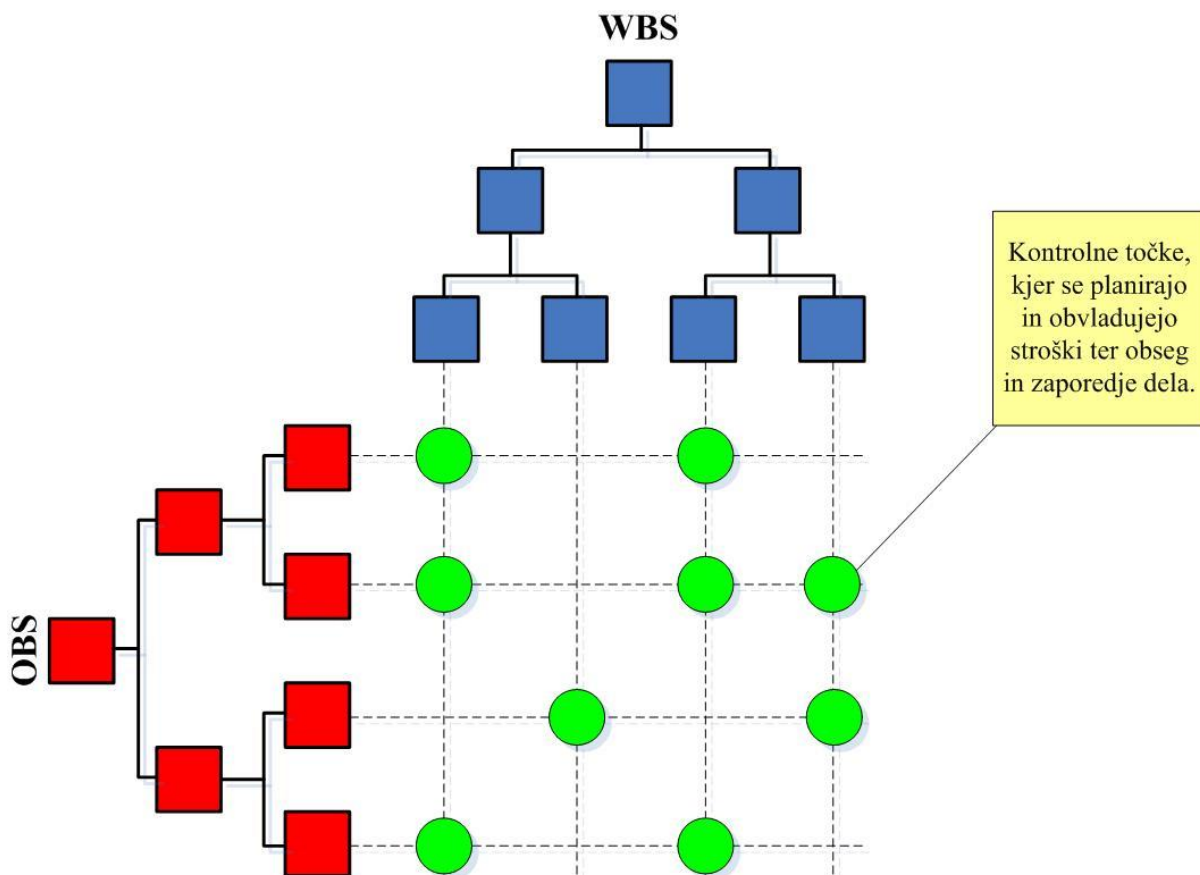 WBS
Kontrolne točke,
kjer se planirajo
in obvladujejo
stroški ter obseg
in zaporedje dela.
OBS